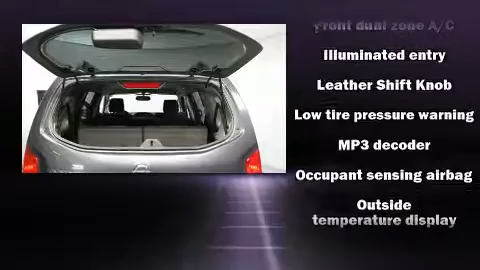 Front dual zone A/C
Illuminated entry
Leather Shift Knob
Low tire pressure warning
MP3 decoder
Occupant sensing airbag
Outside
temperature display